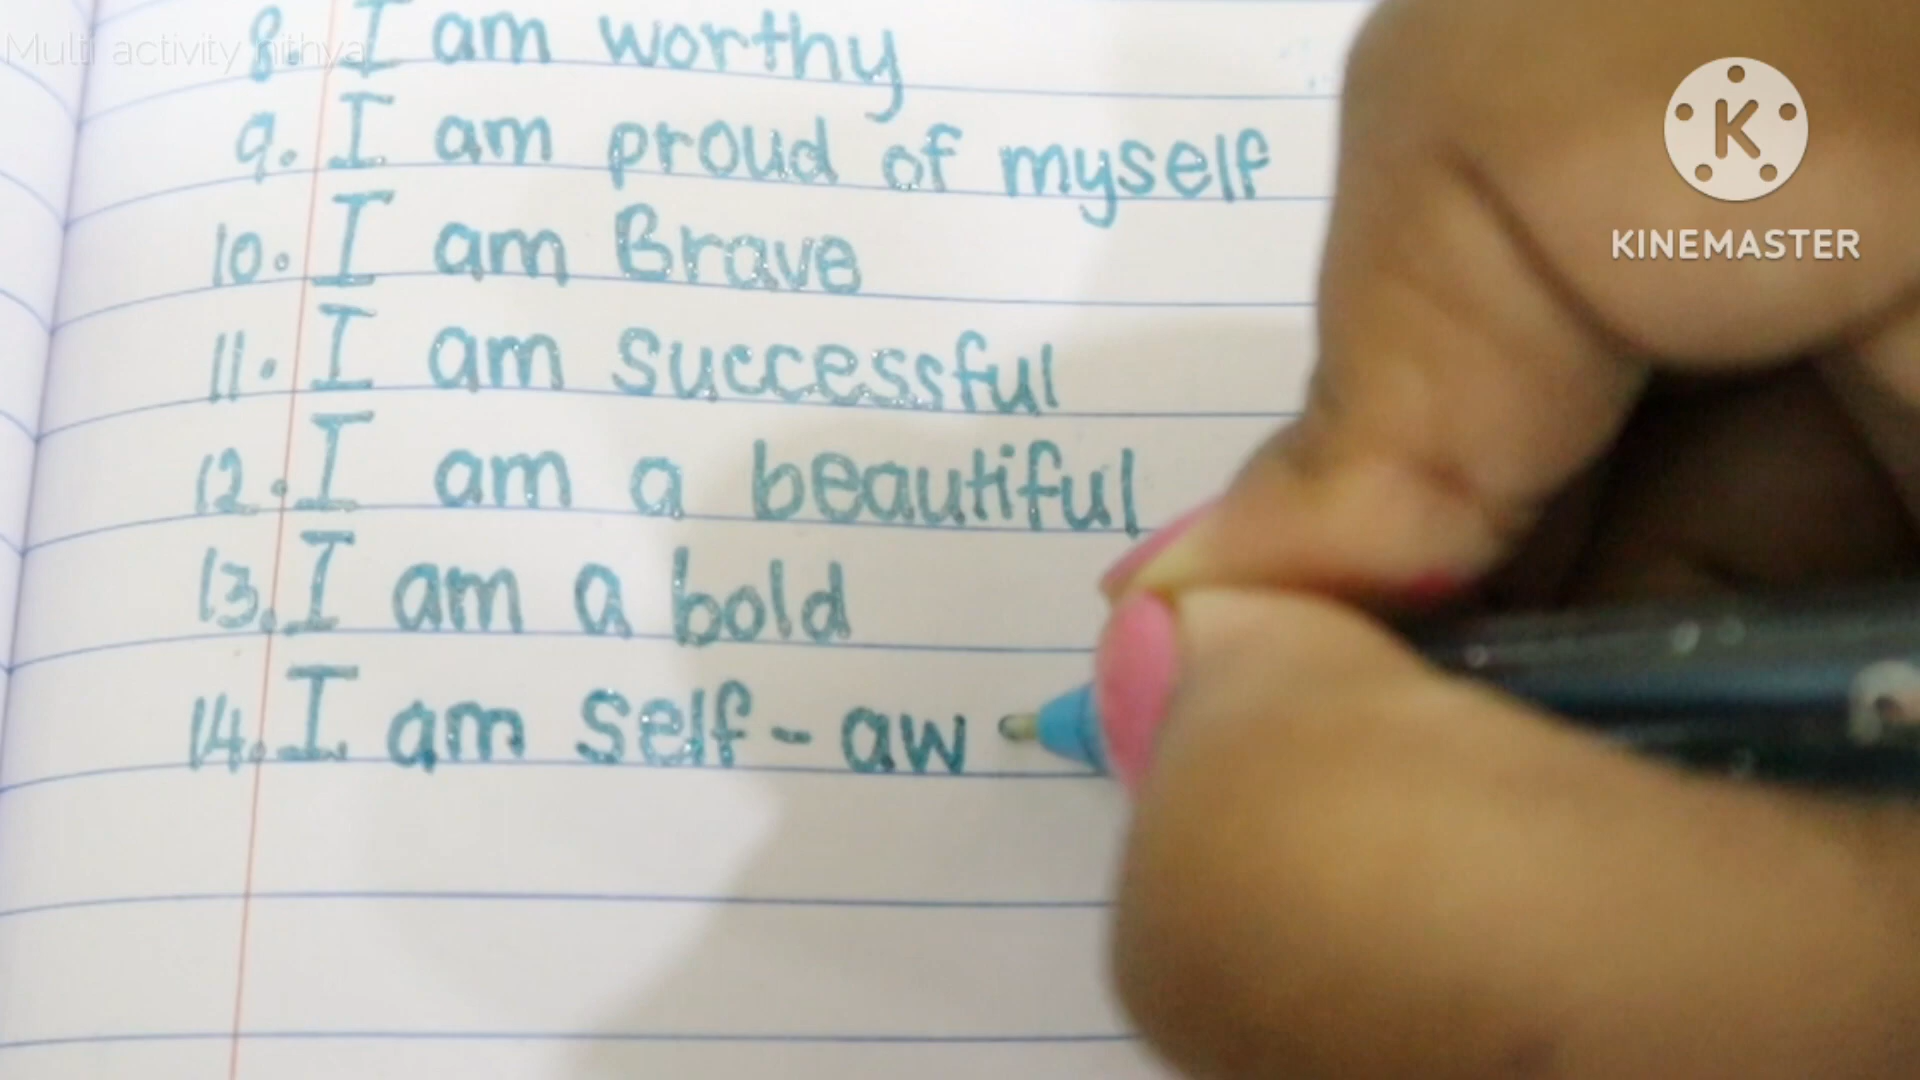 Multi activity nithya
8. I am worthy
9. I am proud of myself
10. I am Brave
11. I am successful
12. I am a beautiful
13. I am a bold
14. I am self-aw
KINEMASTER